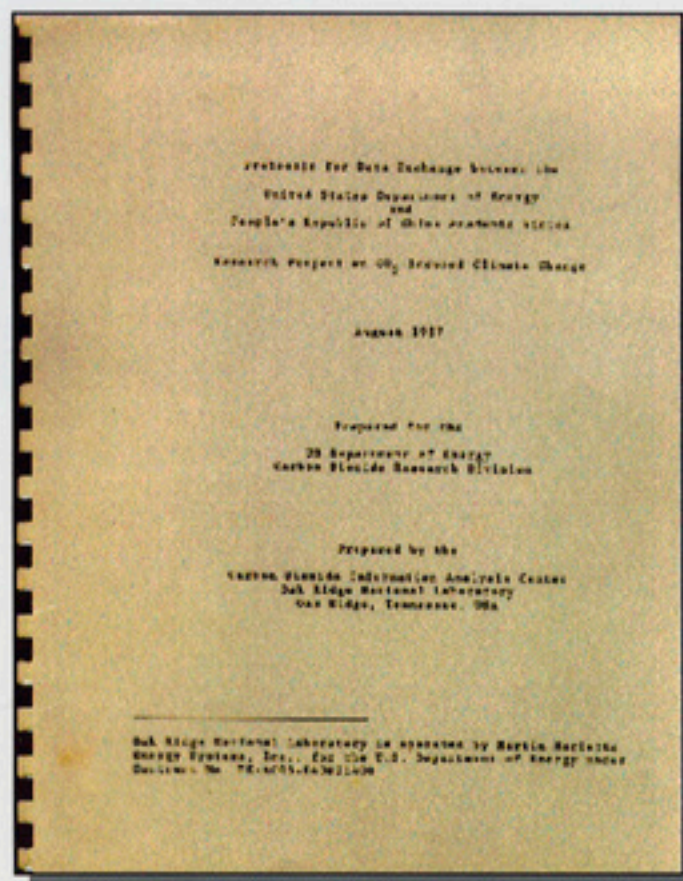 Protocols for Data Exchange between the
United States Department of Energy
and
People's Republic of China Academia Sinica
Research Project on CO₂ Induced Climate Change
August 1987
Prepared for the
US Department of Energy
Carbon Dioxide Research Division
Prepared by the
Carbon Dioxide Information Analysis Center
Oak Ridge National Laboratory
Oak Ridge, Tennessee, USA
Oak Ridge National Laboratory is operated by Martin Marietta
Energy Systems, Inc., for the U.S. Department of Energy under
Contract No.